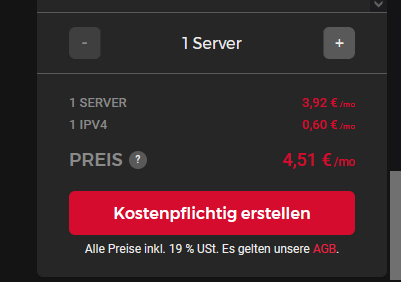 - 1 Server +
1 SERVER 3,92 € /mo
1 IPV4 0,60 € /mo
PREIS ? 4,51 € /mo
Kostenpflichtig erstellen
Alle Preise inkl. 19 % USt. Es gelten unsere AGB.